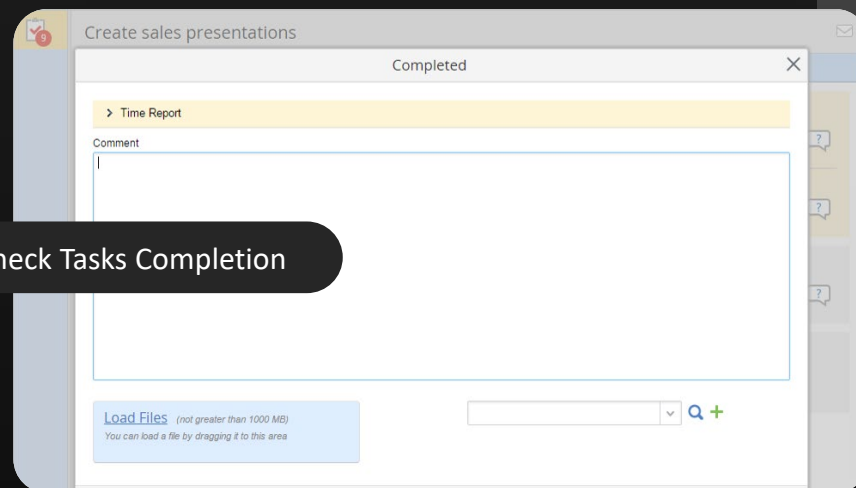 9
Create sales presentations
Completed
Time Report
Comment
heck Tasks Completion
Load Files (not greater than 1000 MB)
You can load a file by dragging it to this area
?
?
?